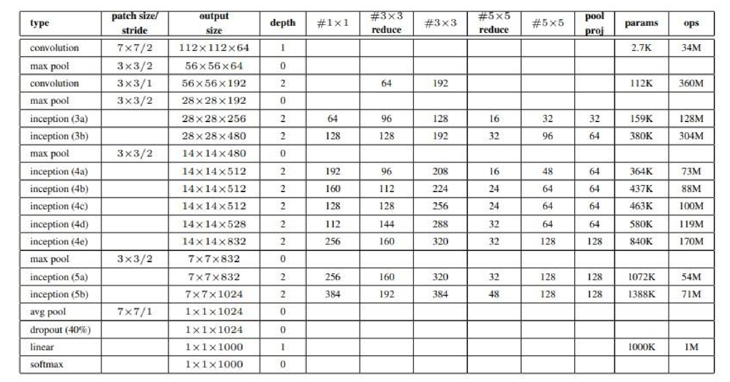 type patch size/ stride output size depth #1×1 #3×3 reduce #3×3 #5×5 reduce #5×5 pool proj params ops
convolution 7×7/2 112×112×64 1 2.7K 34M
max pool 3×3/2 56×56×64 0
convolution 3×3/1 56×56×192 2 64 192 112K 360M
max pool 3×3/2 28×28×192 0
inception (3a) 28×28×256 2 64 96 128 16 32 32 159K 128M
inception (3b) 28×28×480 2 128 128 192 32 96 64 380K 304M
max pool 3×3/2 14×14×480 0
inception (4a) 14×14×512 2 192 96 208 16 48 64 364K 73M
inception (4b) 14×14×512 2 160 112 224 24 64 64 437K 88M
inception (4c) 14×14×512 2 128 128 256 24 64 64 463K 100M
inception (4d) 14×14×528 2 112 144 288 32 64 64 580K 119M
inception (4e) 14×14×832 2 256 160 320 32 128 128 840K 170M
max pool 3×3/2 7×7×832 0
inception (5a) 7×7×832 2 256 160 320 32 128 128 1072K 54M
inception (5b) 7×7×1024 2 384 192 384 48 128 128 1388K 71M
avg pool 7×7/1 1×1×1024 0
dropout (40%) 1×1×1024 0
linear 1×1×1000 1 1000K 1M
softmax 1×1×1000 0